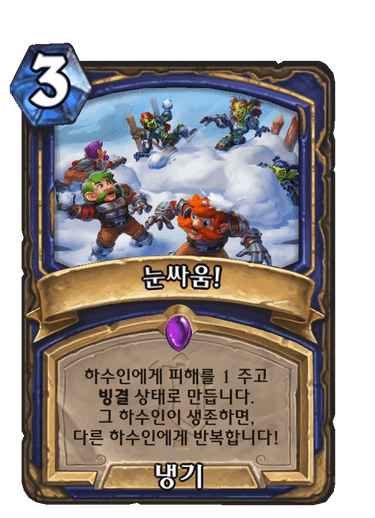 3
눈싸움!
하수인에게 피해를 1 주고
빙결 상태로 만듭니다.
그 하수인이 생존하면,
다른 하수인에게 반복합니다!
냉기